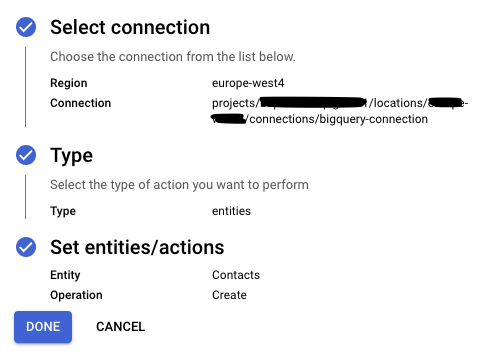 Select connection
Choose the connection from the list below.
Region europe-west4
Connection projects/ /locations/ -
/connections/bigquery-connection
Type
Select the type of action you want to perform
Type entities
Set entities/actions
Entity Contacts
Operation Create
DONE CANCEL